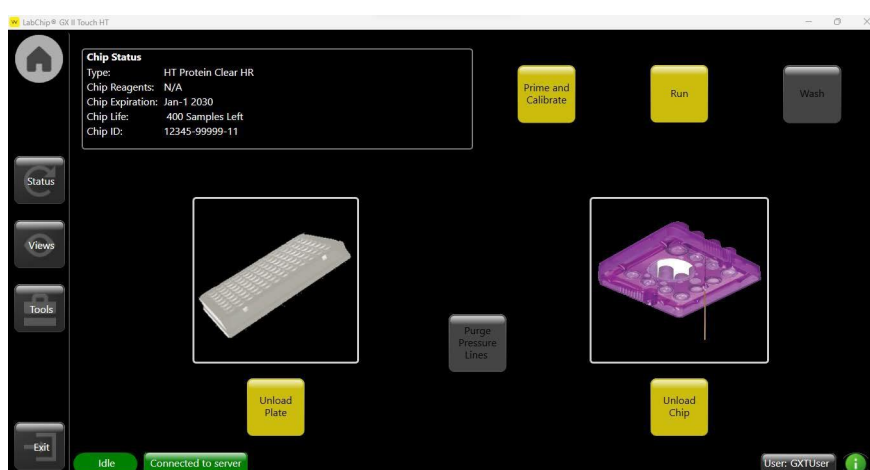 LabChip® GX II Touch HT
Chip Status
Type: HT Protein Clear HR
Chip Reagents: N/A
Chip Expiration: Jan-1 2030
Chip Life: 400 Samples Left
Chip ID: 12345-99999-11
Prime and
Calibrate
Run
Wash
Status
Views
Tools
Purge
Pressure
Lines
Unload
Plate
Unload
Chip
Exit
Idle
Connected to server
User: GXTUser
i